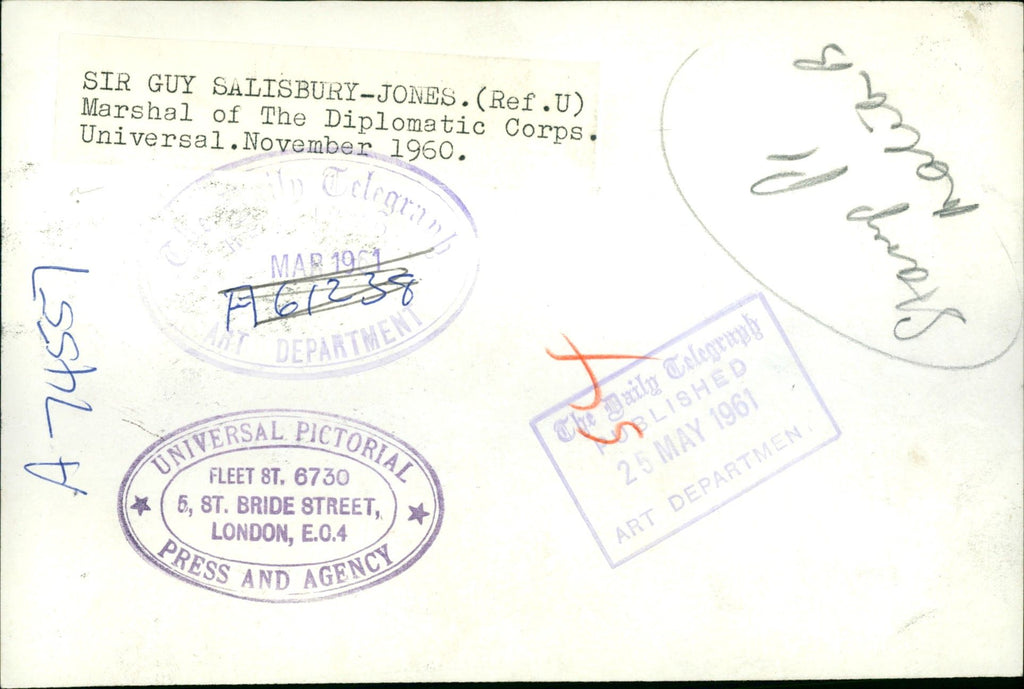 SIR GUY SALISBURY-JONES.(Ref.U)
Marshal of The Diplomatic Corps.
Universal.November 1960.
The Daily Telegraph
MAR 1961
A61238
ART DEPARTMENT
A 74557
UNIVERSAL PICTORIAL
FLEET ST. 6730
5, ST. BRIDE STREET,
LONDON, E.C.4
PRESS AND AGENCY
The Daily Telegraph
PUBLISHED
25 MAY 1961
ART DEPARTMEN.